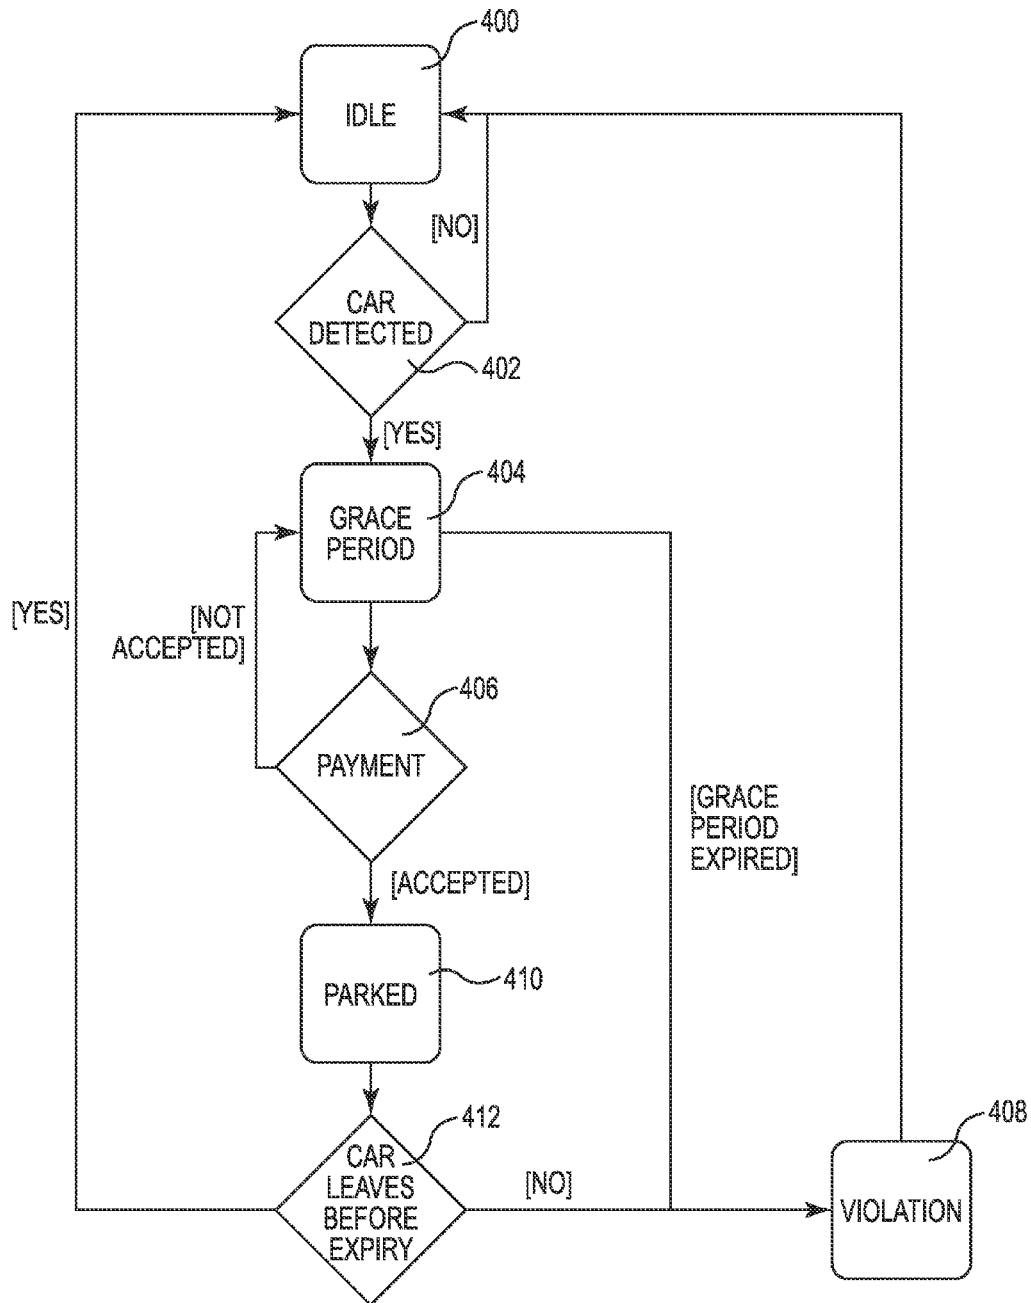 400
IDLE
[NO]
CAR
DETECTED
402
[YES]
404
GRACE
PERIOD
[YES]
[NOT
ACCEPTED]
406
PAYMENT
[GRACE
PERIOD
EXPIRED]
[ACCEPTED]
410
PARKED
412
CAR
LEAVES
BEFORE
EXPIRY
[NO]
408
VIOLATION